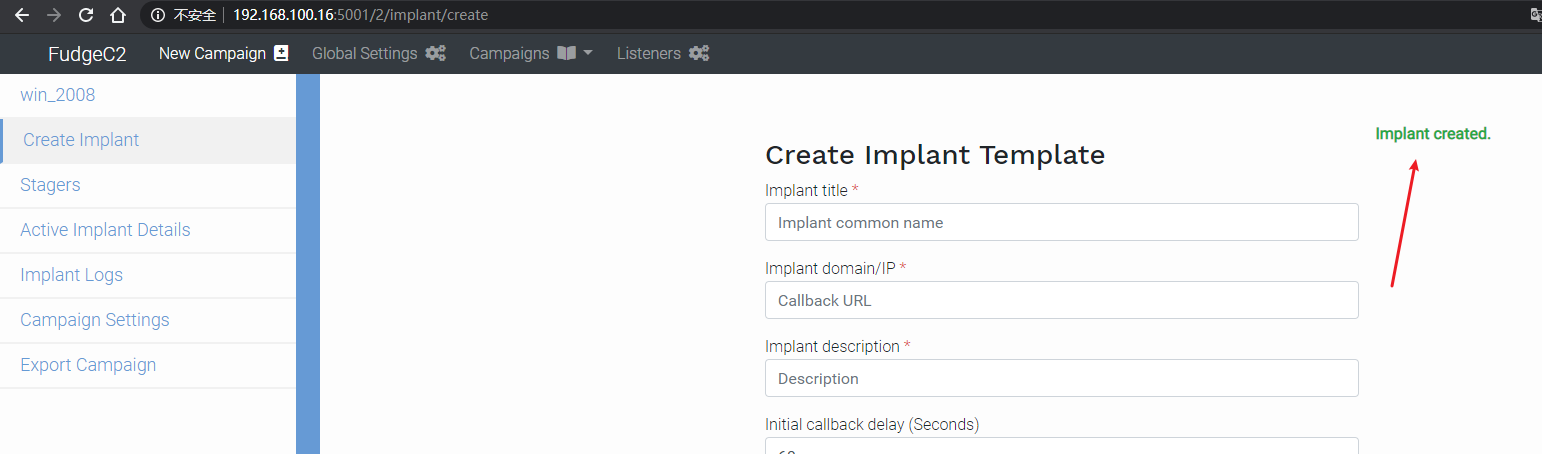 不安全 192.168.100.16:5001/2/implant/create
FudgeC2 New Campaign Global Settings Campaigns Listeners
win_2008
Create Implant
Stagers
Active Implant Details
Implant Logs
Campaign Settings
Export Campaign
Implant created.
Create Implant Template
Implant title *
Implant common name
Implant domain/IP *
Callback URL
Implant description *
Description
Initial callback delay (Seconds)